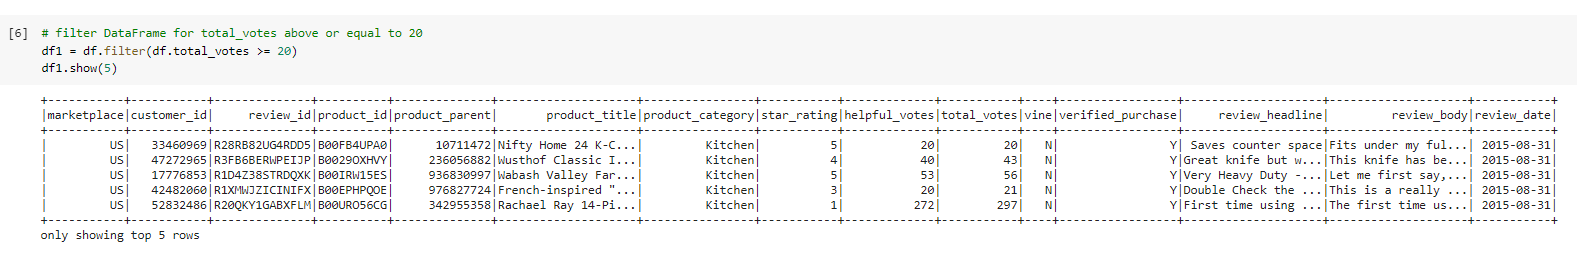 [6] # filter DataFrame for total_votes above or equal to 20
df1 = df.filter(df.total_votes >= 20)
df1.show(5)
+-----------+-----------+--------------+----------+--------------+--------------------+----------------+-----------+-------------+-----------+----+-----------------+--------------------+--------------------+-----------+
|marketplace|customer_id|     review_id|product_id|product_parent|       product_title|product_category|star_rating|helpful_votes|total_votes|vine|verified_purchase|     review_headline|         review_body|review_date|
+-----------+-----------+--------------+----------+--------------+--------------------+----------------+-----------+-------------+-----------+----+-----------------+--------------------+--------------------+-----------+
|         US|   33460969|R28RB82UG4RDD5|B00FB4UPA0|      10711472|Nifty Home 24 K-C...|         Kitchen|          5|           20|         20|   N|                Y| Saves counter space|Fits under my ful...| 2015-08-31|
|         US|   47272965|R3FB6BERWPEIJP|B0029OXHVY|     236056882|Wusthof Classic I...|         Kitchen|          4|           40|         43|   N|                Y|Great knife but w...|This knife has be...| 2015-08-31|
|         US|   17776853|R1D4Z38STRDQXK|B00IRW15ES|     936830997|Wabash Valley Far...|         Kitchen|          5|           53|         56|   N|                Y|Very Heavy Duty -...|Let me first say,...| 2015-08-31|
|         US|   42482060|R1XMWJZICINIFX|B00EPHPQOE|     976827724|French-inspired "...|         Kitchen|          3|           20|         21|   N|                Y|Double Check the ...|This is a really ...| 2015-08-31|
|         US|   52832486|R20QKY1GABXFLM|B00URO56CG|     342955358|Rachael Ray 14-Pi...|         Kitchen|          1|          272|        297|   N|                Y|First time using ...|The first time us...| 2015-08-31|
+-----------+-----------+--------------+----------+--------------+--------------------+----------------+-----------+-------------+-----------+----+-----------------+--------------------+--------------------+-----------+
only showing top 5 rows